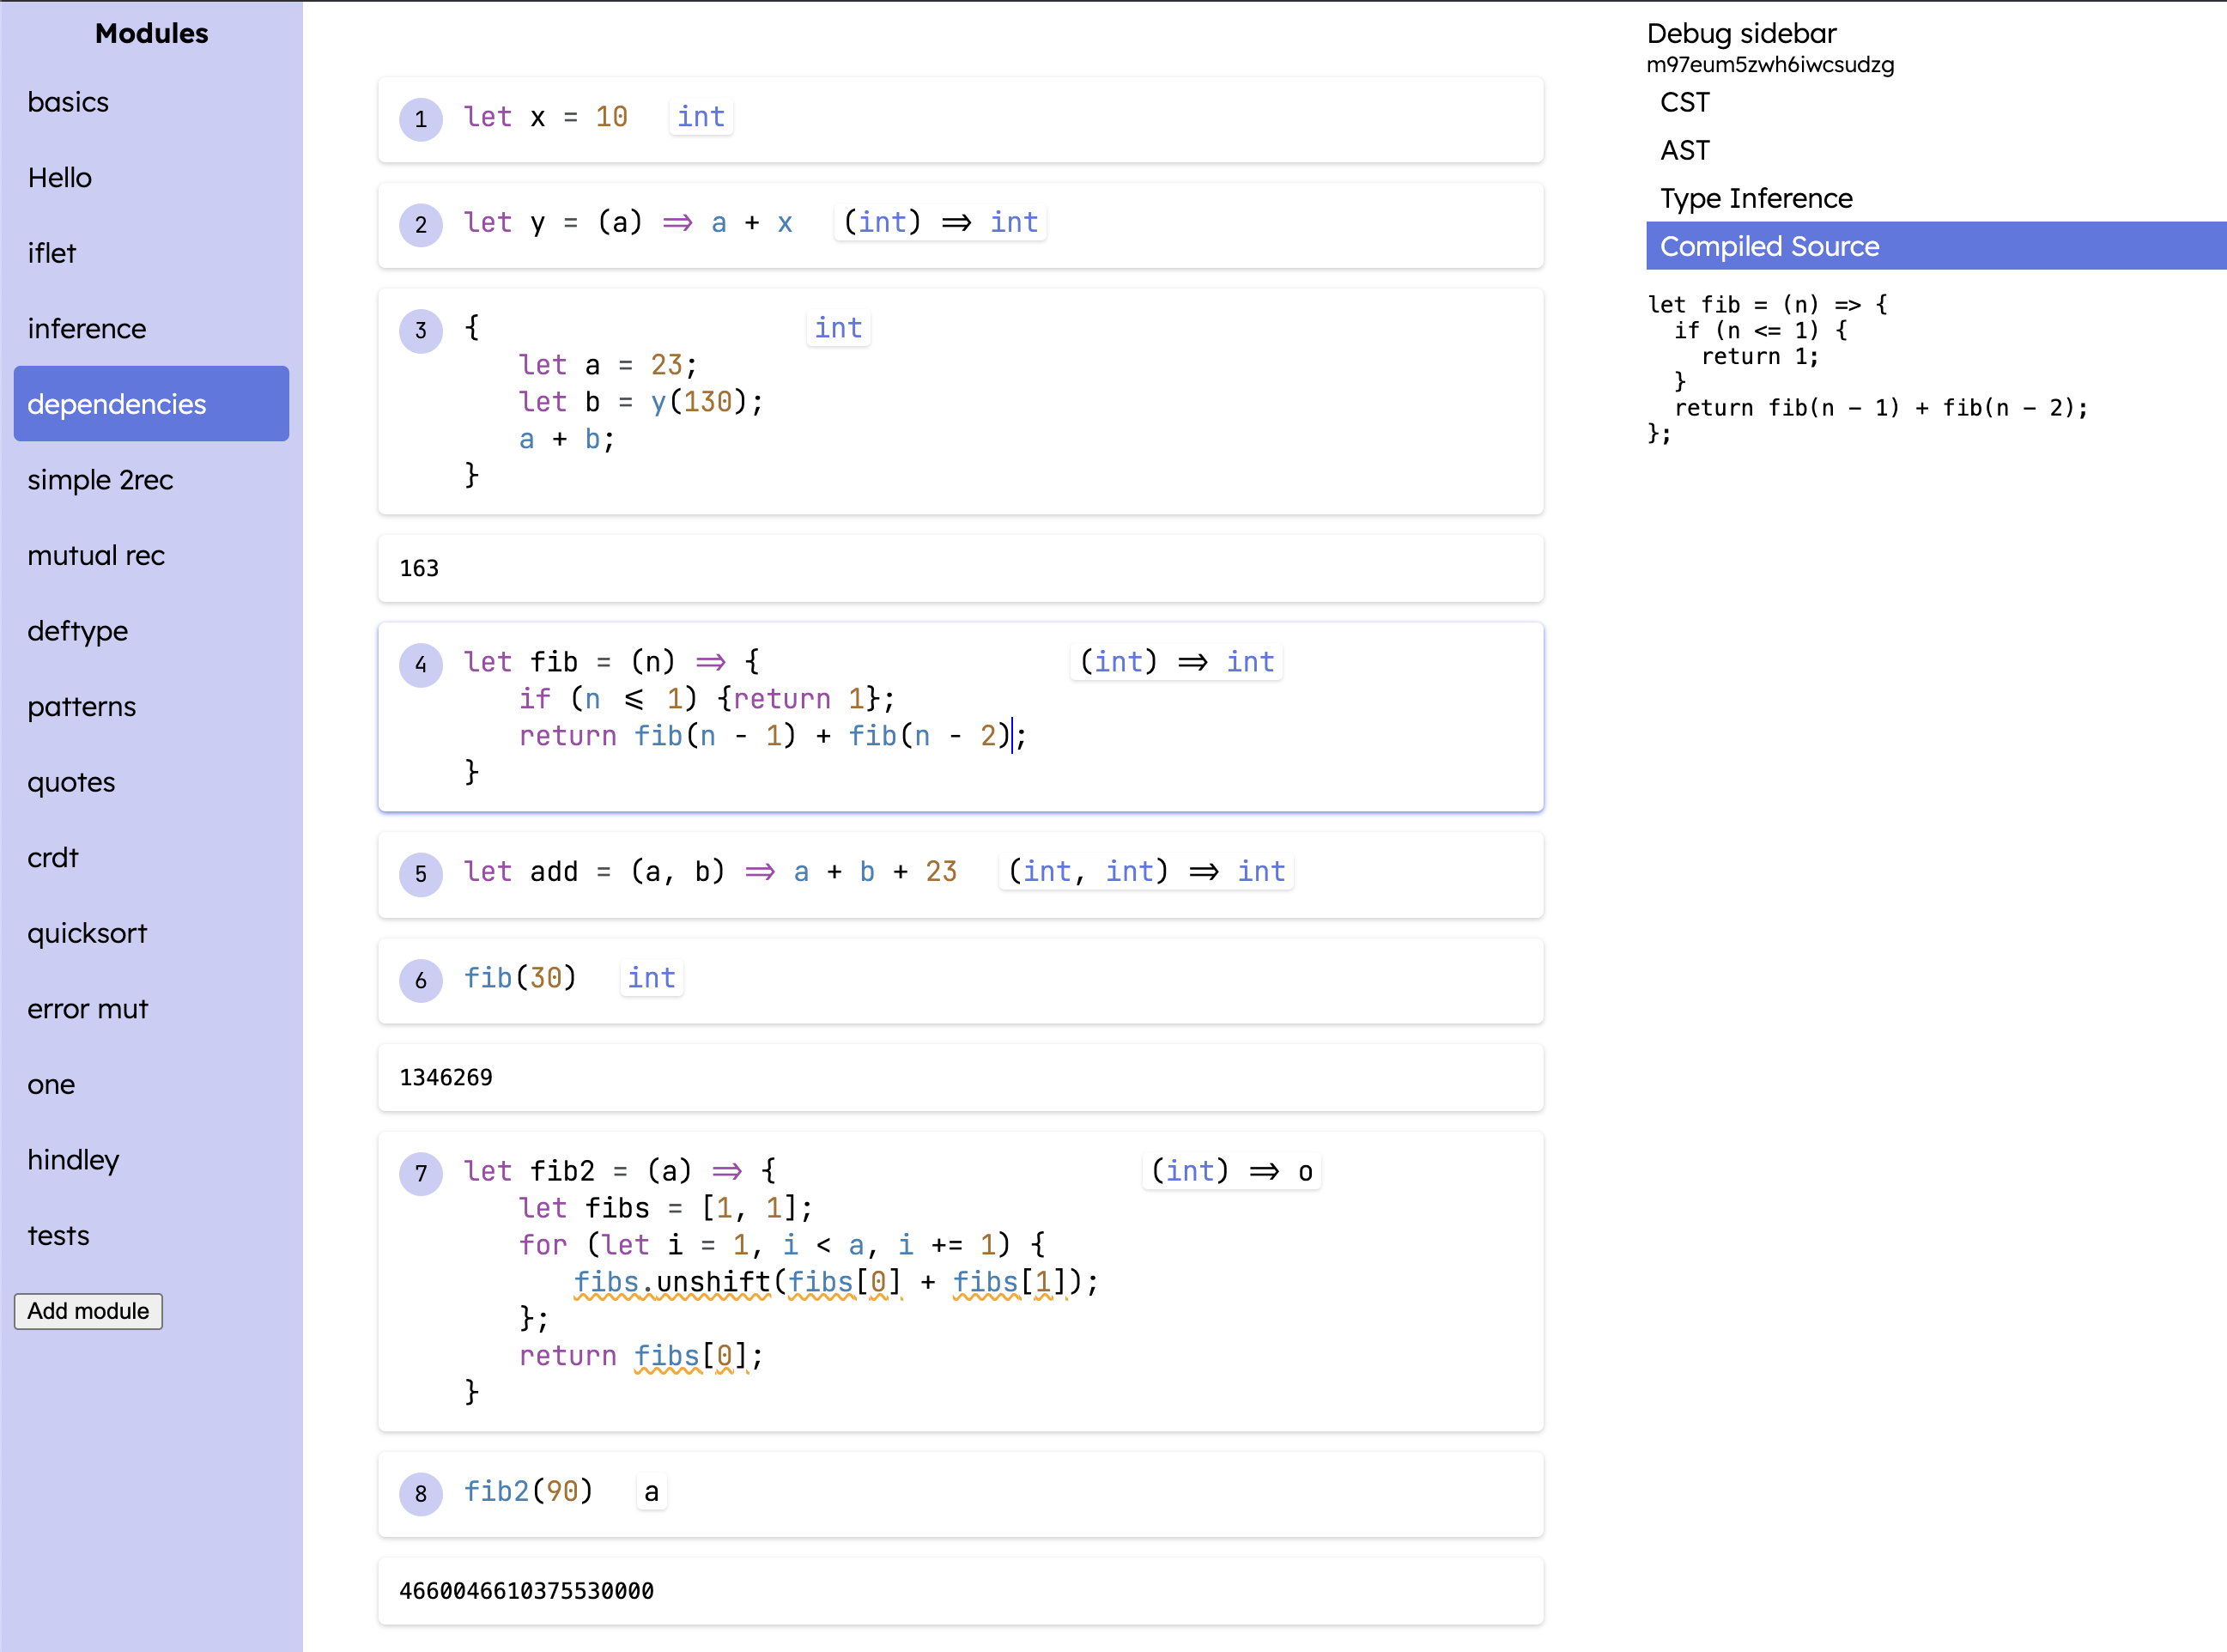 Modules
basics
Hello
iflet
inference
dependencies
simple 2rec
mutual rec
deftype
patterns
quotes
crdt
quicksort
error mut
one
hindley
tests
Add module
1 let x = 10 int
2 let y = (a) => a + x (int) => int
3 { int
let a = 23;
let b = y(130);
a + b;
}
163
4 let fib = (n) => { (int) => int
if (n <= 1) {return 1};
return fib(n - 1) + fib(n - 2);
}
5 let add = (a, b) => a + b + 23 (int, int) => int
6 fib(30) int
1346269
7 let fib2 = (a) => { (int) => o
let fibs = [1, 1];
for (let i = 1, i < a, i += 1) {
fibs.unshift(fibs[0] + fibs[1]);
};
return fibs[0];
}
8 fib2(90) a
4660046610375530000
Debug sidebar
m97eum5zwh6iwcsudzg
CST
AST
Type Inference
Compiled Source
let fib = (n) => {
if (n <= 1) {
return 1;
}
return fib(n - 1) + fib(n - 2);
};